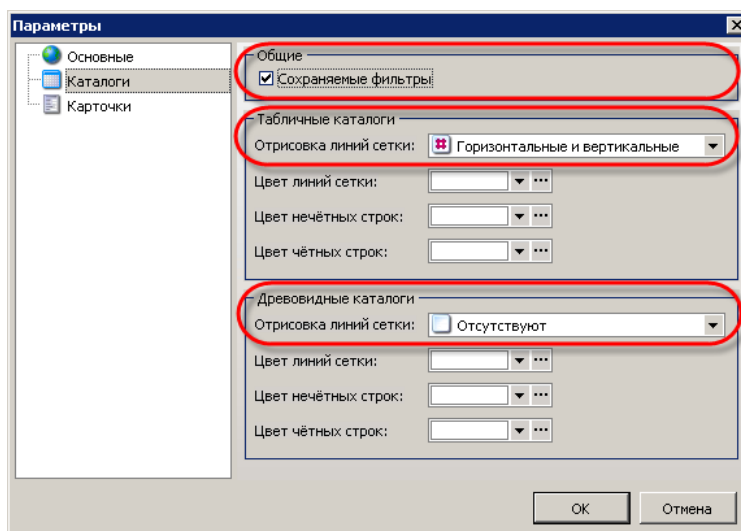 Параметры
Основные
Каталоги
Карточки
Общие
Сохраняемые фильтры
Табличные каталоги
Отрисовка линий сетки: Горизонтальные и вертикальные
Цвет линий сетки:
Цвет нечётных строк:
Цвет чётных строк:
Древовидные каталоги
Отрисовка линий сетки: Отсутствуют
Цвет линий сетки:
Цвет нечётных строк:
Цвет чётных строк:
OK Отмена